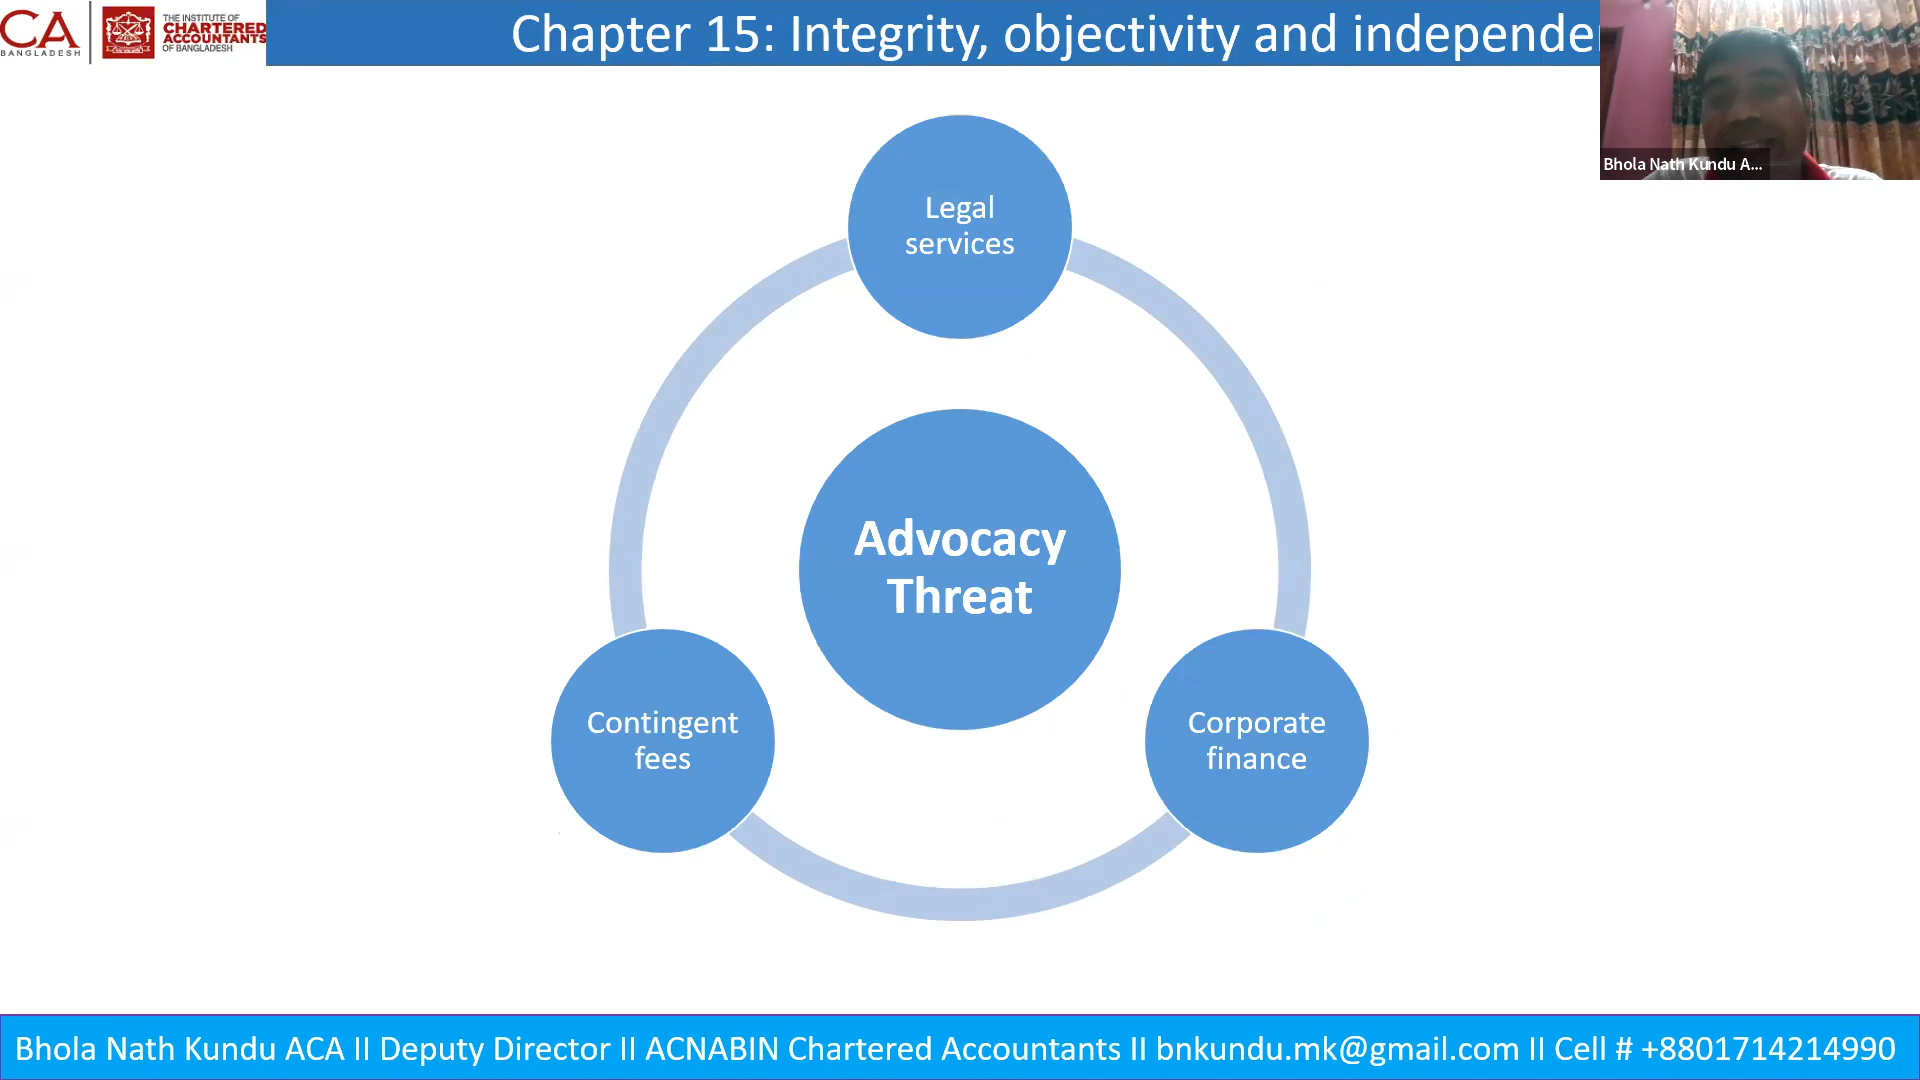 CA
BANGLADESH
THE INSTITUTE OF
CHARTERED
ACCOUNTANTS
OF BANGLADESH
Chapter 15: Integrity, objectivity and independe
Bhola Nath Kundu A...
Legal
services
Advocacy
Threat
Contingent
fees
Corporate
finance
Bhola Nath Kundu ACA II Deputy Director II ACNABIN Chartered Accountants II bnkundu.mk@gmail.com II Cell # +8801714214990